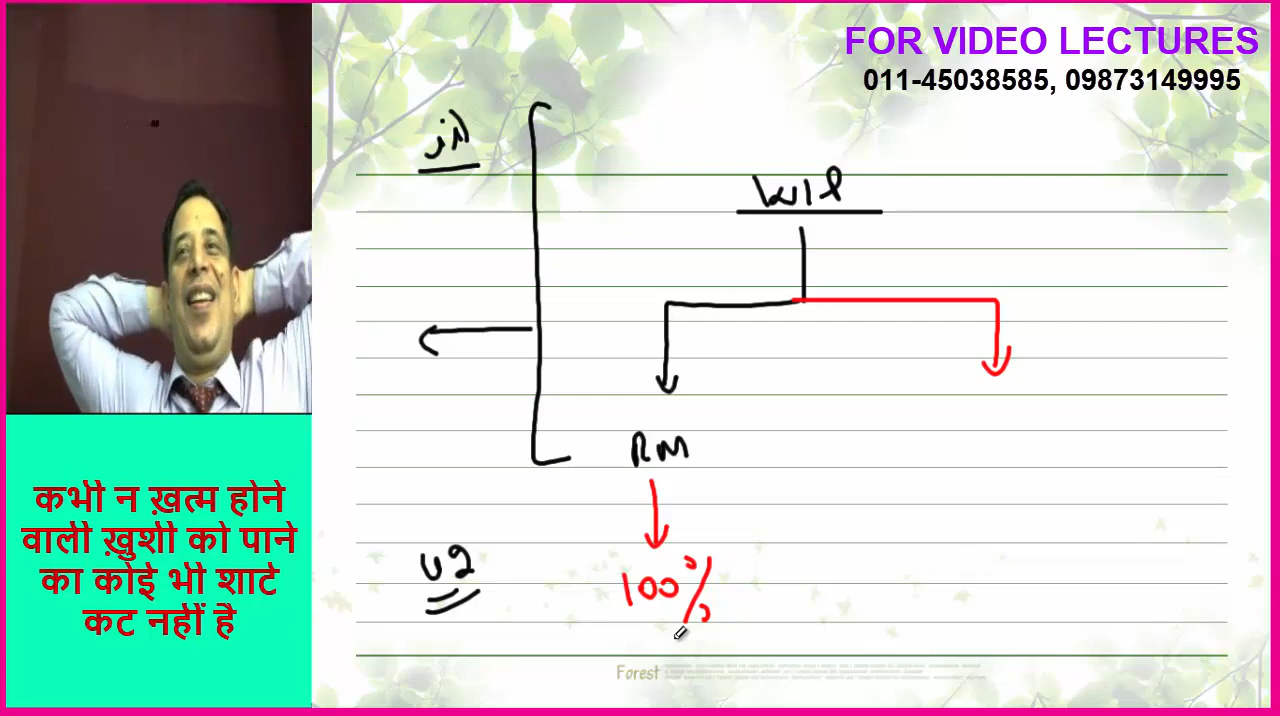 FOR VIDEO LECTURES
011-45038585, 09873149995
WIP
RM
100%
कभी न ख़त्म होने
वाली ख़ुशी को पाने
का कोई भी शार्ट
कट नहीं है
Forest